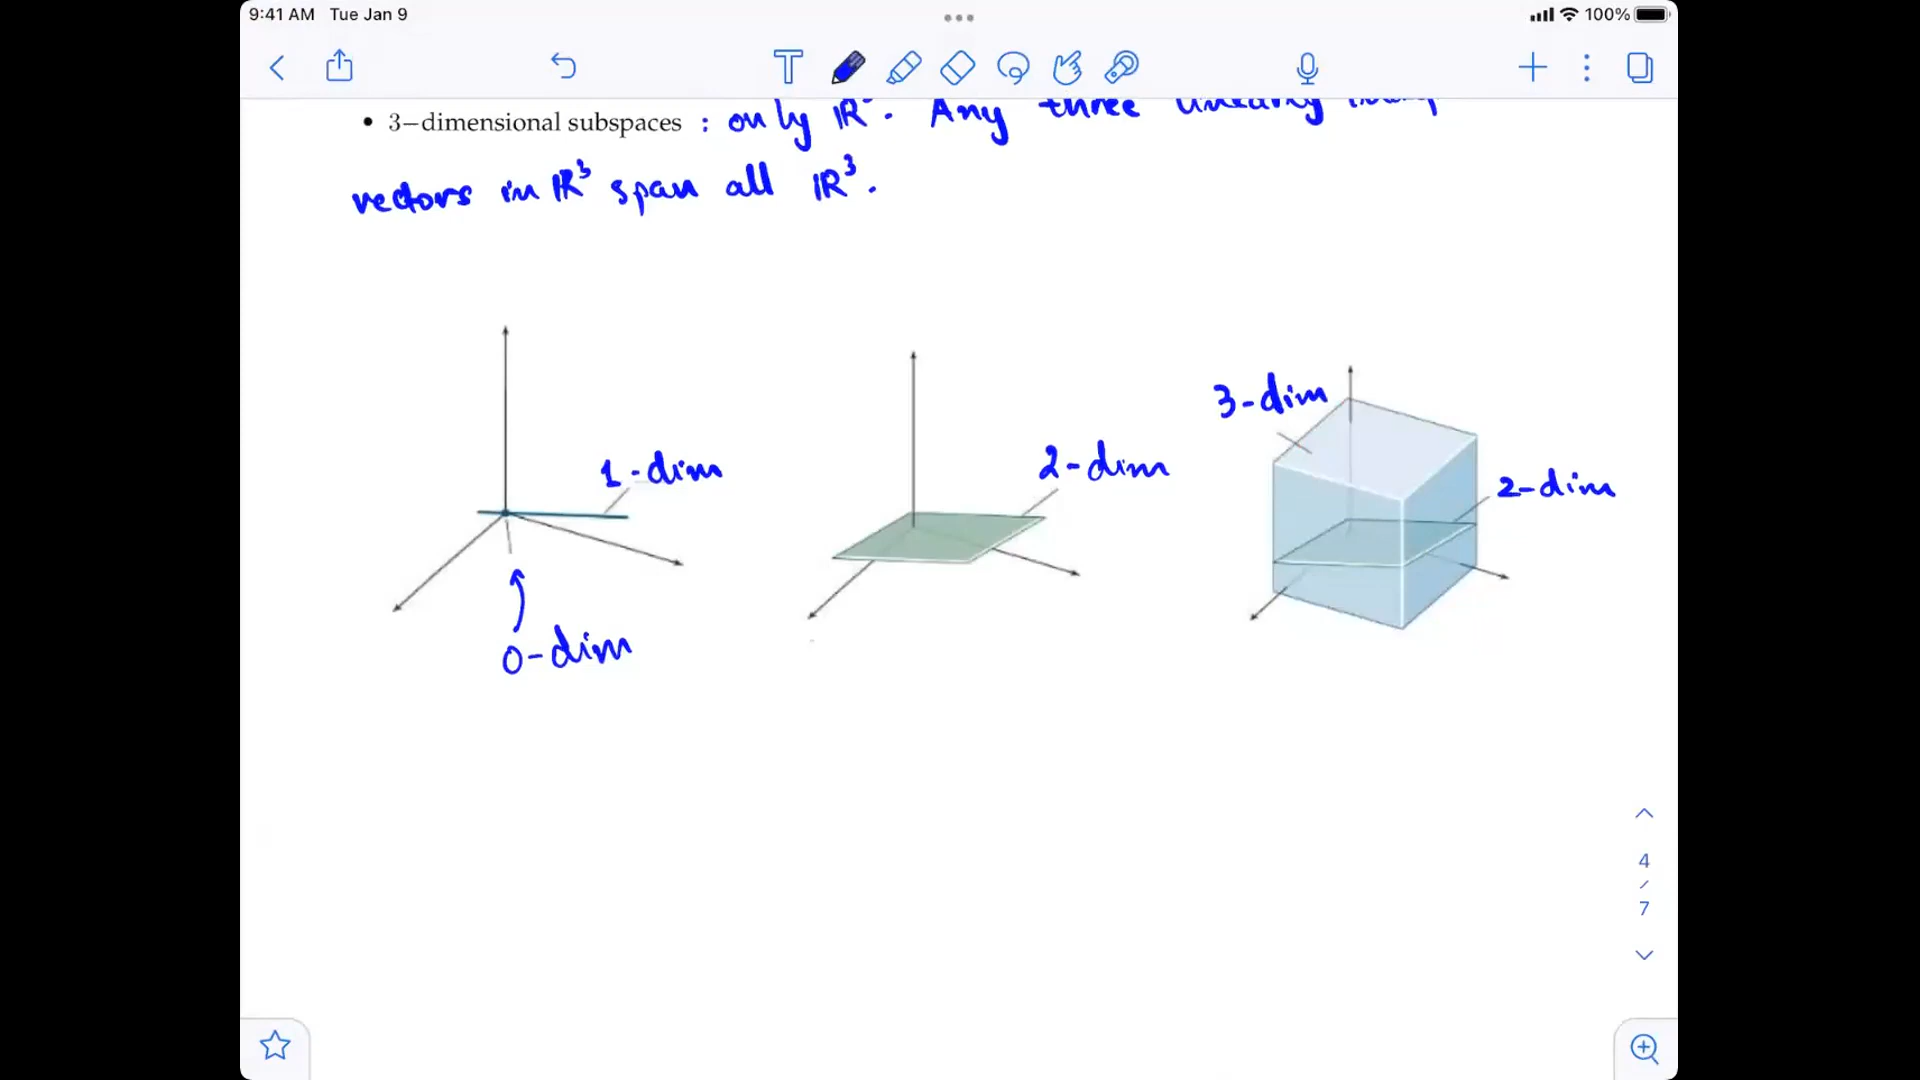 9:41 AM Tue Jan 9
100%
• 3–dimensional subspaces : only ℝ³. Any three linearly
vectors in ℝ³ span all ℝ³.
3-dim
1-dim
2-dim
2-dim
0-dim
4
/
7